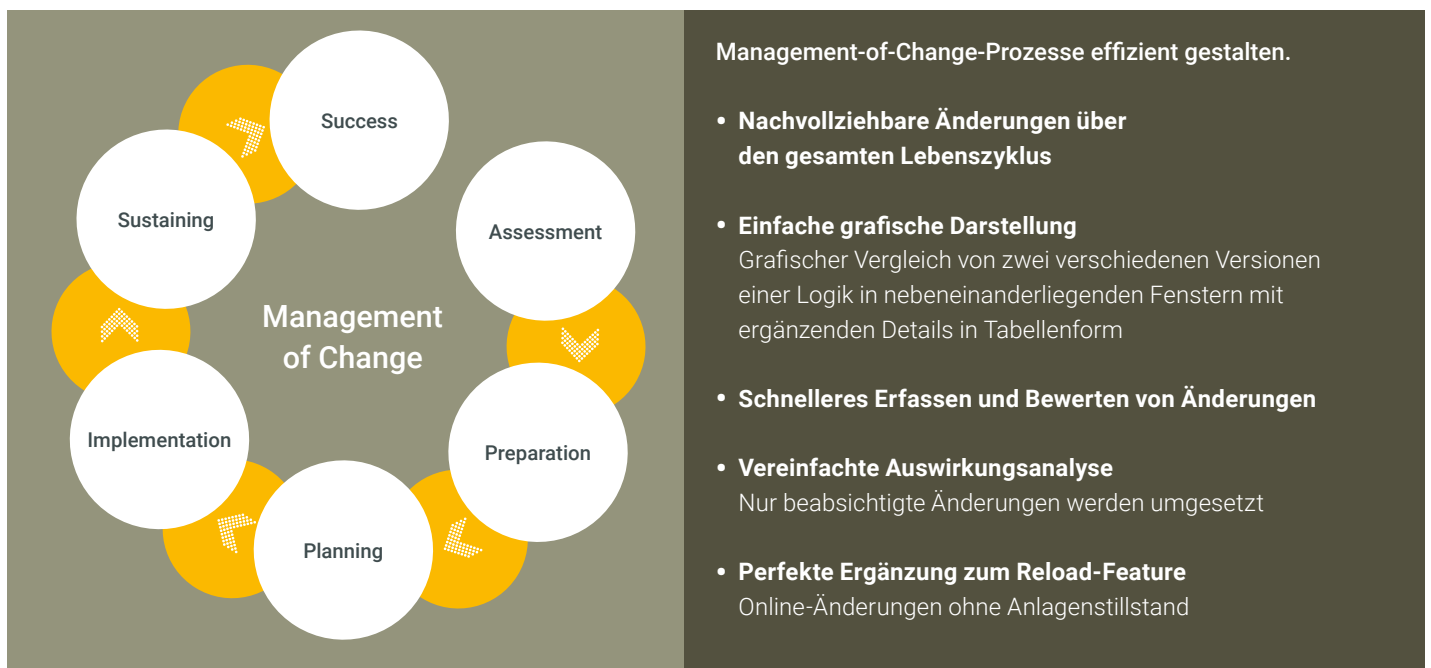 Success
Assessment
Sustaining
Management
of Change
Implementation
Preparation
Planning
Management-of-Change-Prozesse effizient gestalten.
• Nachvollziehbare Änderungen über
den gesamten Lebenszyklus
• Einfache grafische Darstellung
Grafischer Vergleich von zwei verschiedenen Versionen
einer Logik in nebeneinanderliegenden Fenstern mit
ergänzenden Details in Tabellenform
• Schnelleres Erfassen und Bewerten von Änderungen
• Vereinfachte Auswirkungsanalyse
Nur beabsichtigte Änderungen werden umgesetzt
• Perfekte Ergänzung zum Reload-Feature
Online-Änderungen ohne Anlagenstillstand